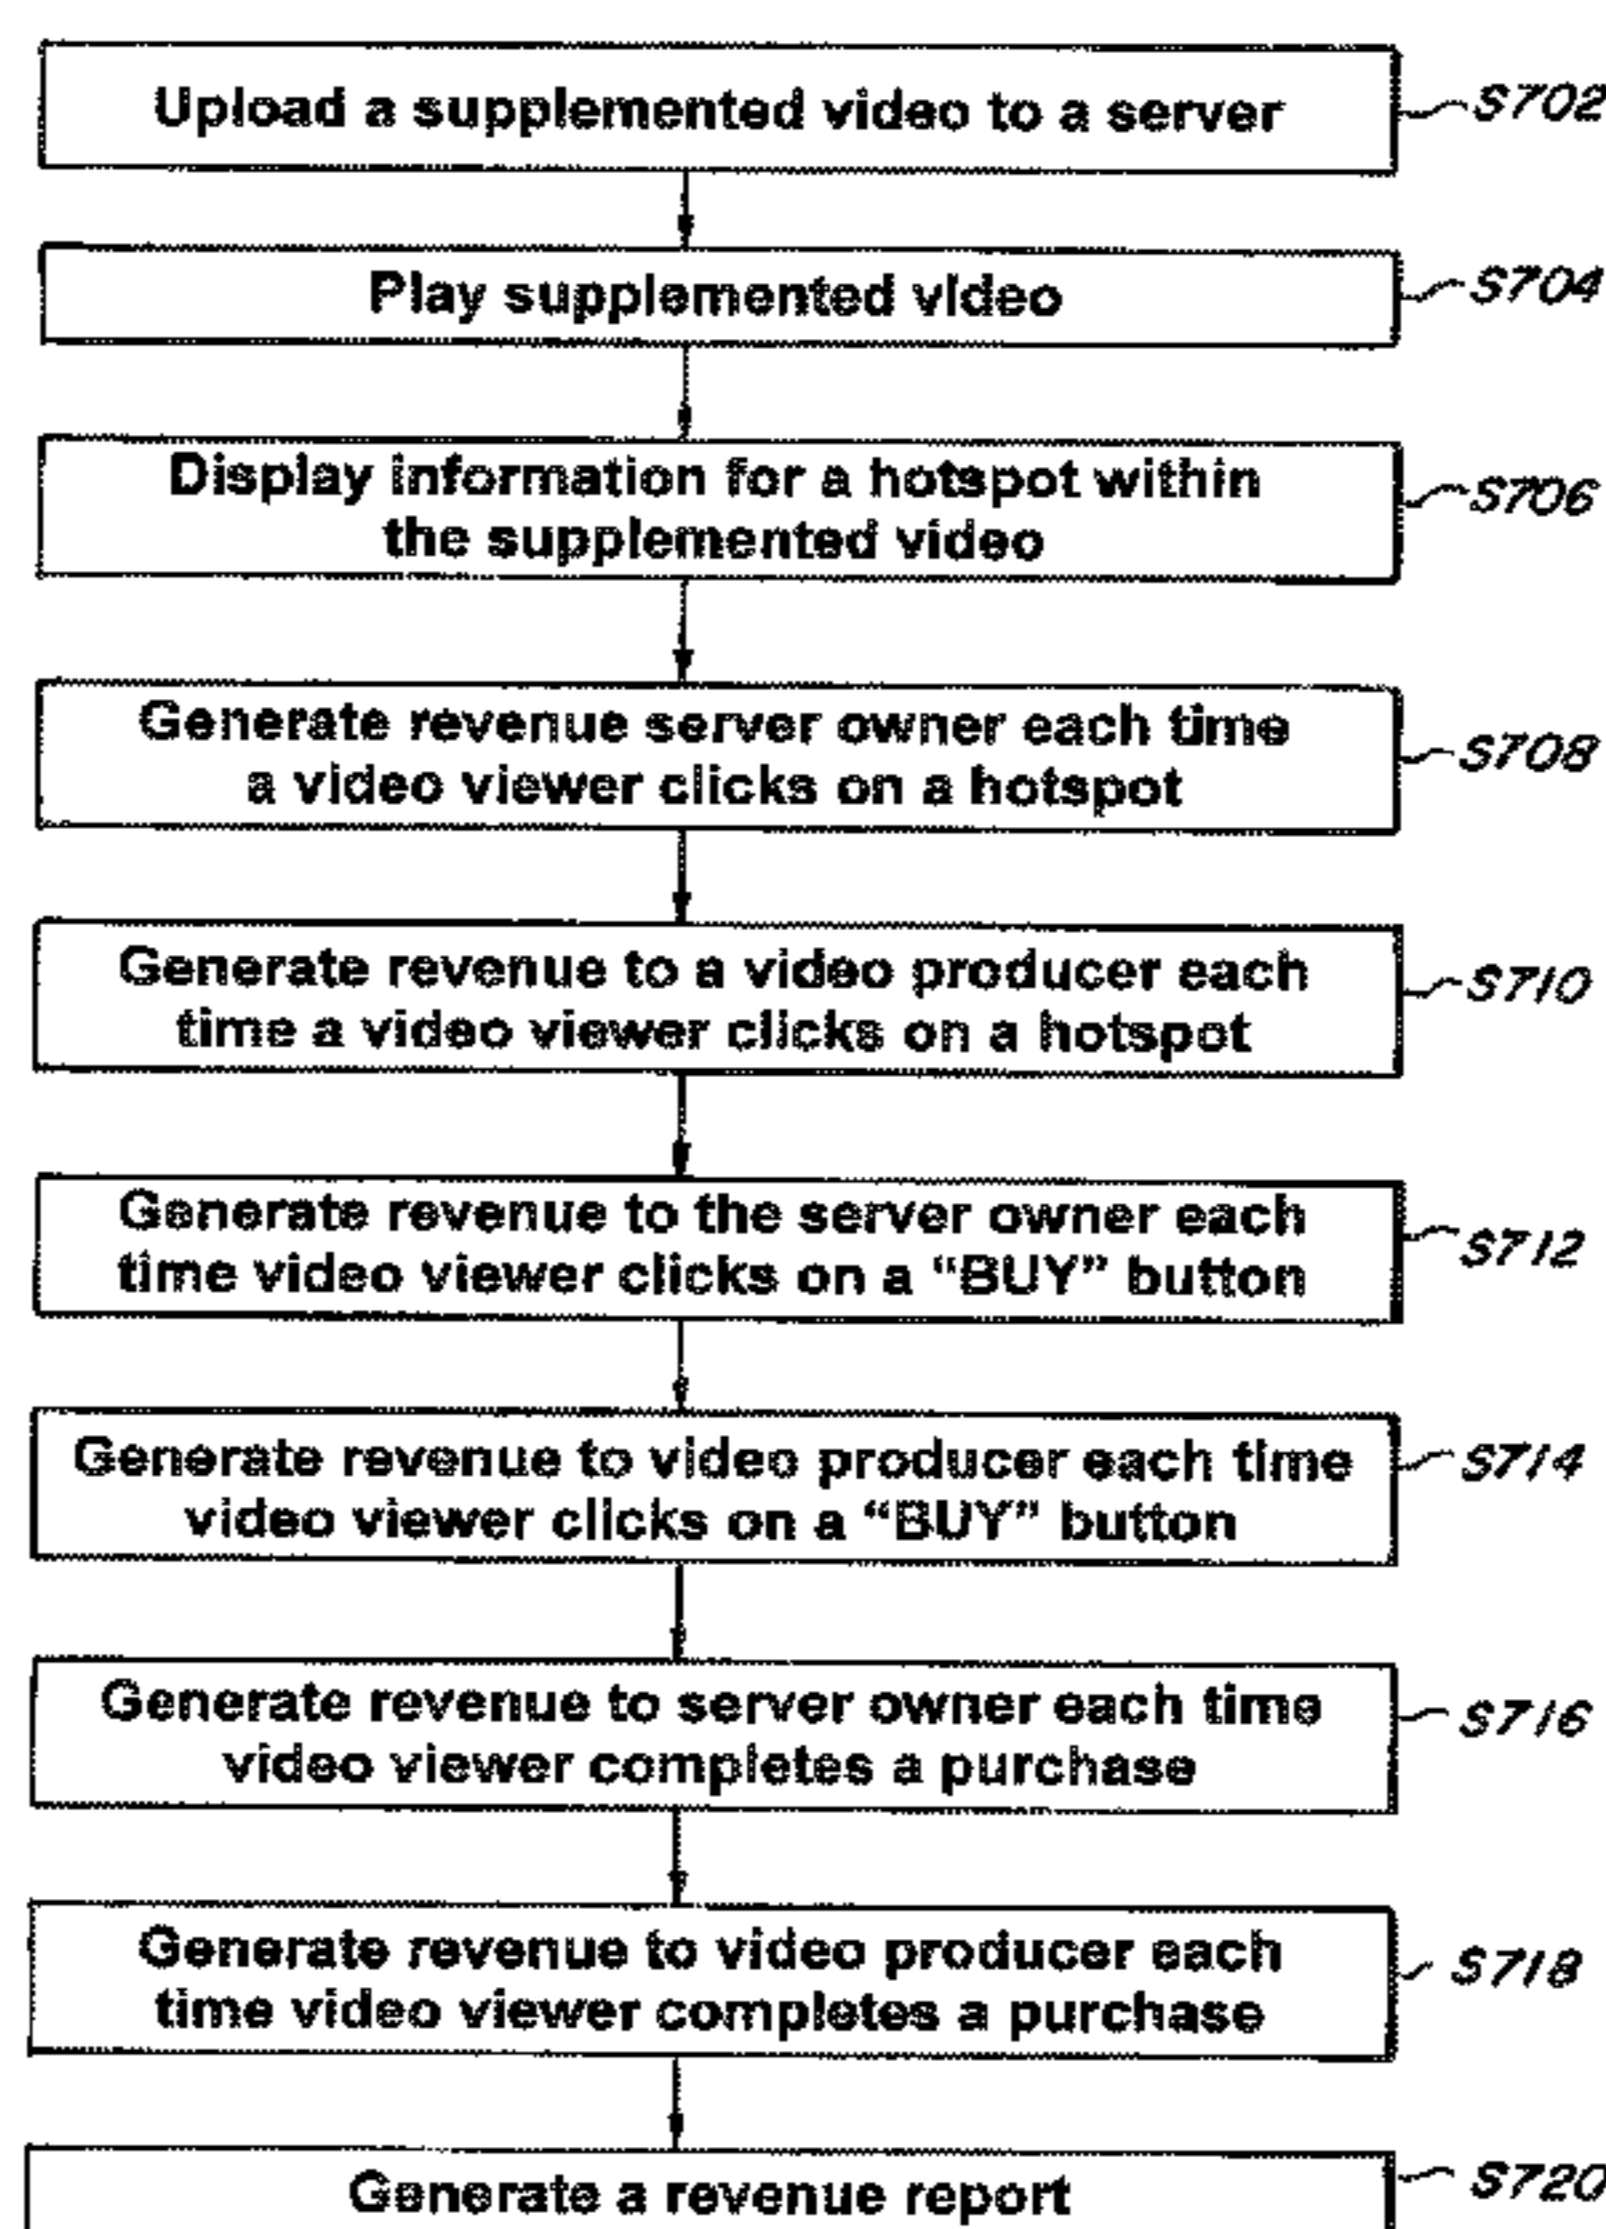 Upload a supplemented video to a server
S702
Play supplemented video
S704
Display information for a hotspot within
the supplemented video
S706
Generate revenue server owner each time
a video viewer clicks on a hotspot
S708
Generate revenue to a video producer each
time a video viewer clicks on a hotspot
S710
Generate revenue to the server owner each
time video viewer clicks on a “BUY” button
S712
Generate revenue to video producer each time
video viewer clicks on a “BUY” button
S714
Generate revenue to server owner each time
video viewer completes a purchase
S716
Generate revenue to video producer each
time video viewer completes a purchase
S718
Generate a revenue report
S720